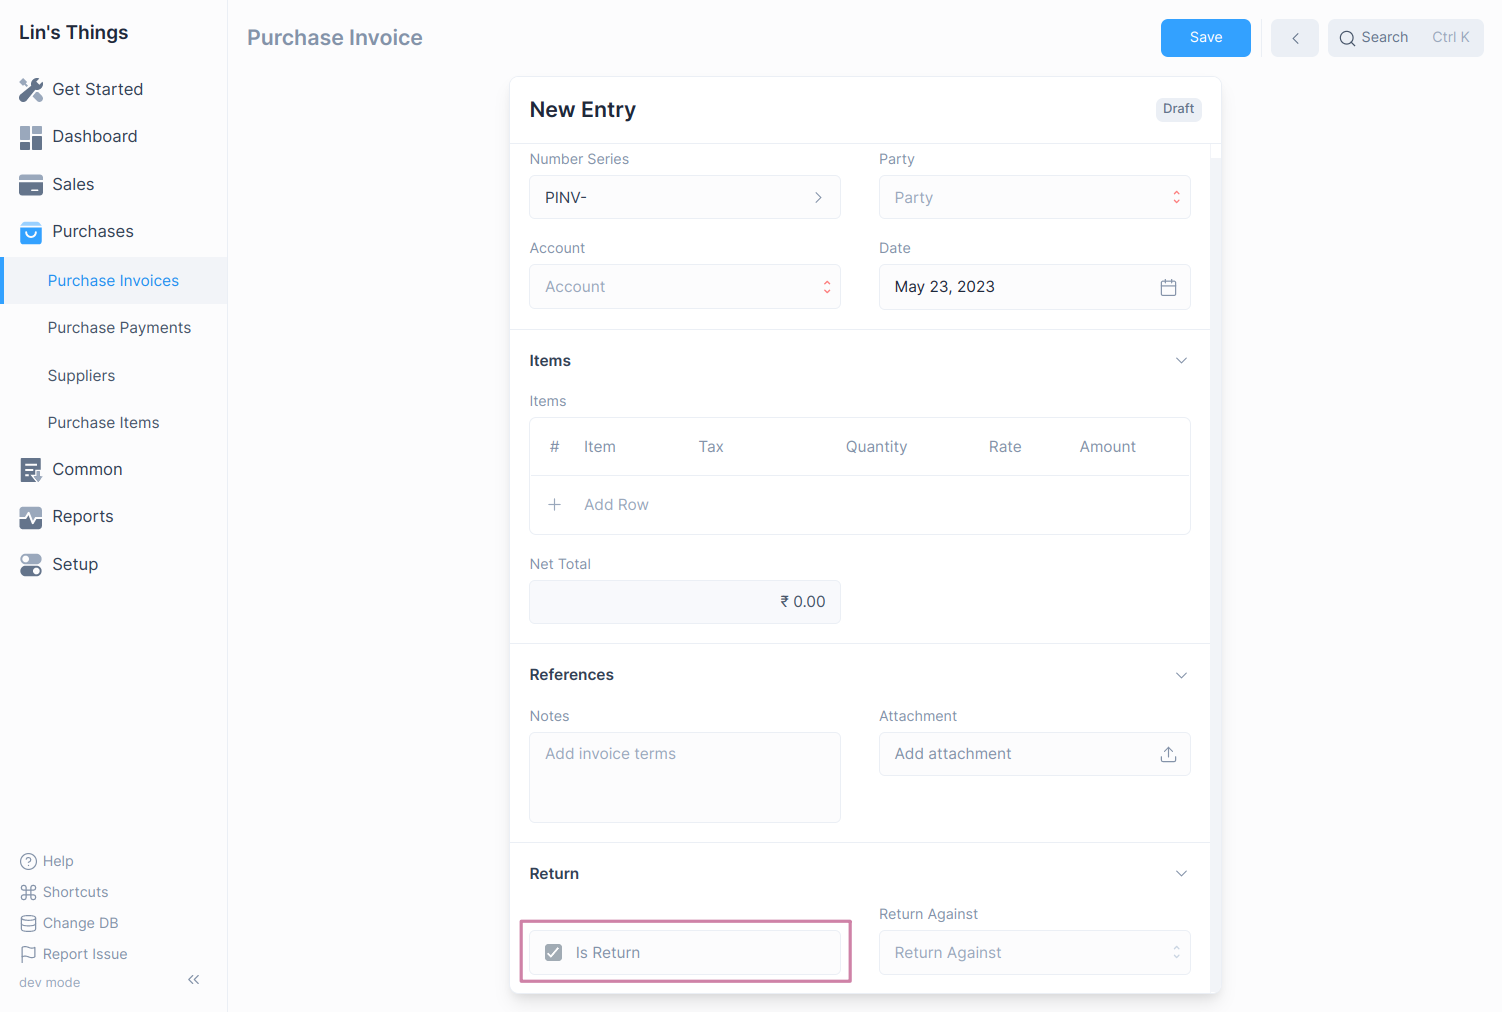 Lin's Things
Get Started
Dashboard
Sales
Purchases
Purchase Invoices
Purchase Payments
Suppliers
Purchase Items
Common
Reports
Setup
Help
Shortcuts
Change DB
Report Issue
dev mode
Purchase Invoice
Save
Search Ctrl K
New Entry Draft
Number Series Party
PINV- Party
Account Date
Account May 23, 2023
Items
Items
# Item Tax Quantity Rate Amount
Add Row
Net Total
₹ 0.00
References
Notes Attachment
Add invoice terms Add attachment
Return
Return Against
Is Return Return Against